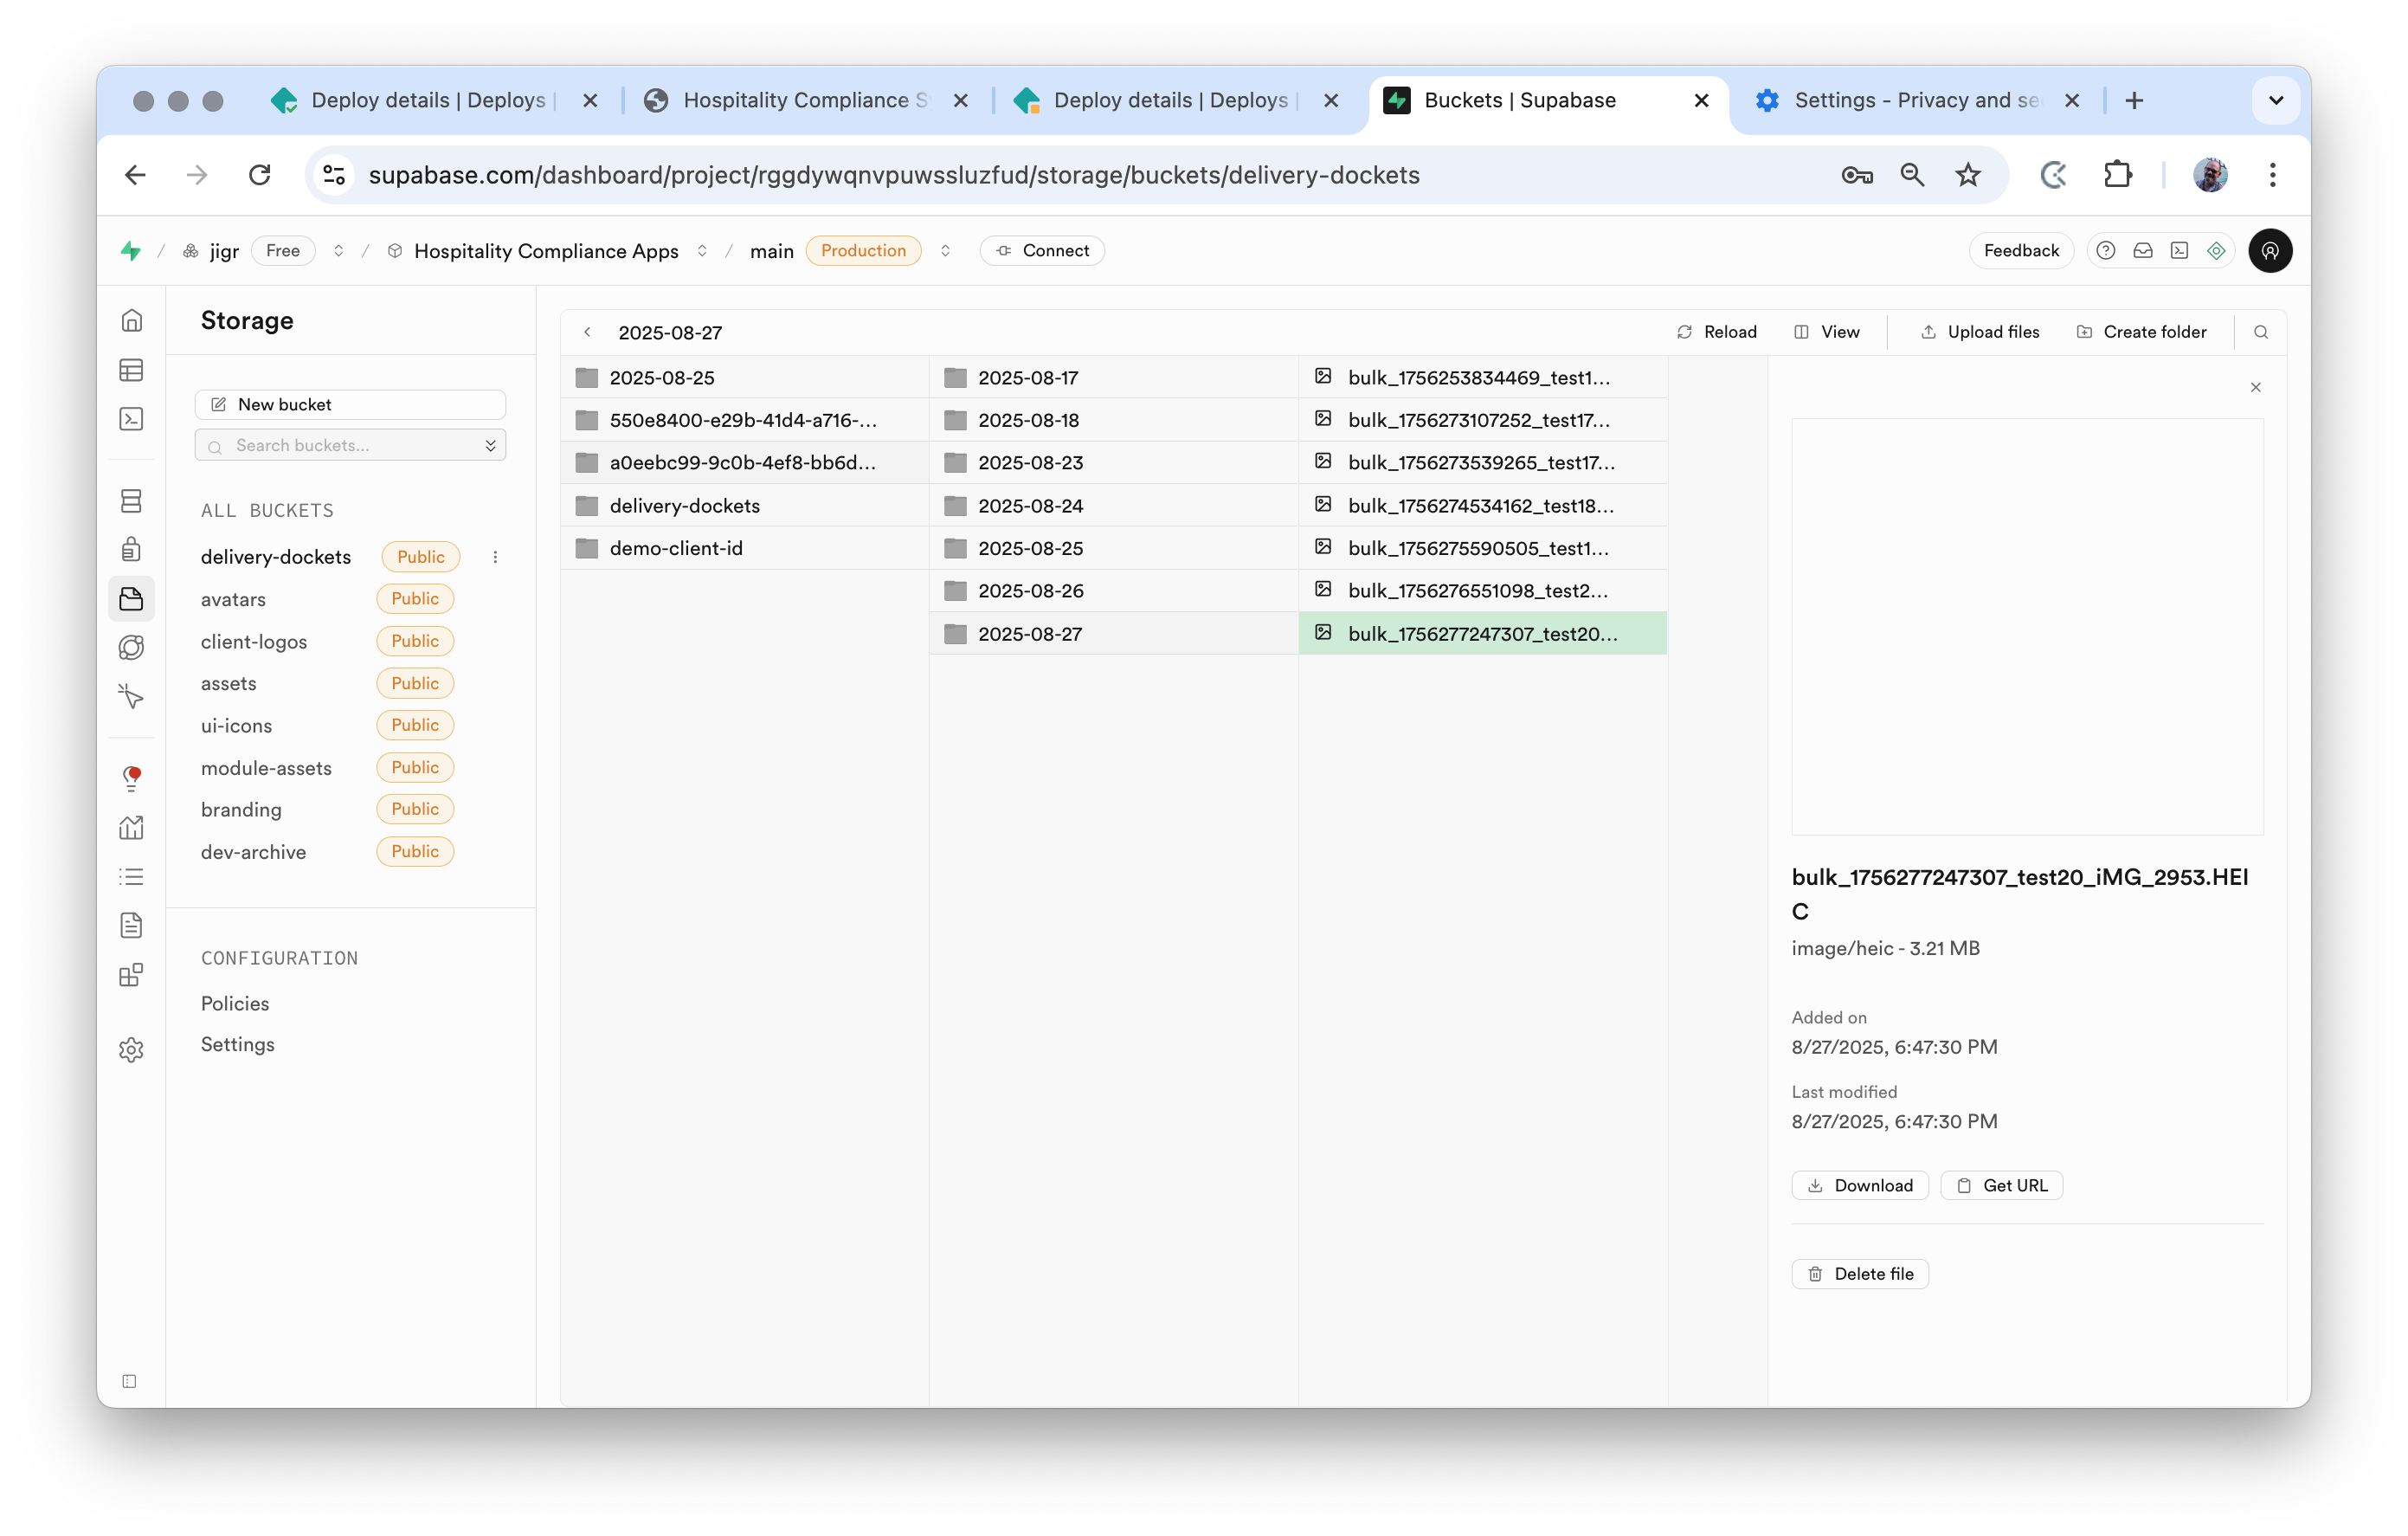 Deploy details | Deploys |
Hospitality Compliance S
Deploy details | Deploys |
Buckets | Supabase
Settings - Privacy and se
supabase.com/dashboard/project/rggdywqnvpuwssluzfud/storage/buckets/delivery-dockets
/ jigr Free / Hospitality Compliance Apps / main Production Connect
Feedback
Storage
New bucket
Search buckets...
ALL BUCKETS
delivery-dockets Public
avatars Public
client-logos Public
assets Public
ui-icons Public
module-assets Public
branding Public
dev-archive Public
CONFIGURATION
Policies
Settings
2025-08-27
Reload View Upload files Create folder
2025-08-25
550e8400-e29b-41d4-a716-...
a0eebc99-9c0b-4ef8-bb6d...
delivery-dockets
demo-client-id
2025-08-17
2025-08-18
2025-08-23
2025-08-24
2025-08-25
2025-08-26
2025-08-27
bulk_1756253834469_test1...
bulk_1756273107252_test17...
bulk_1756273539265_test17...
bulk_1756274534162_test18...
bulk_1756275590505_test1...
bulk_1756276551098_test2...
bulk_1756277247307_test20...
bulk_1756277247307_test20_iMG_2953.HEI
C
image/heic - 3.21 MB
Added on
8/27/2025, 6:47:30 PM
Last modified
8/27/2025, 6:47:30 PM
Download Get URL
Delete file